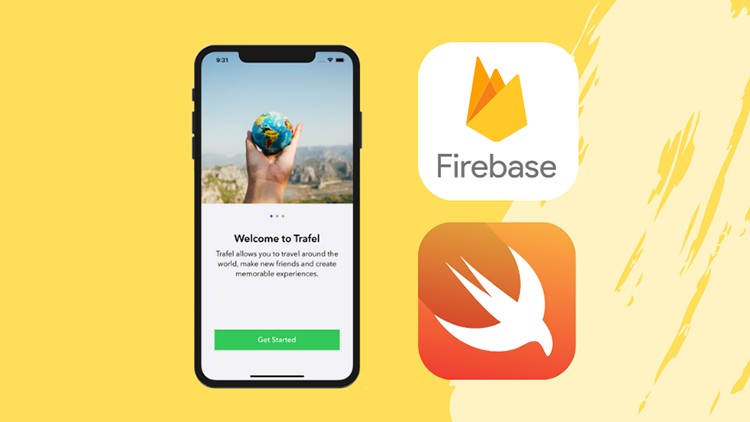 9:31
Welcome to Trafel
Trafel allows you to travel around the
world, make new friends and create
memorable experiences.
Get Started
Firebase